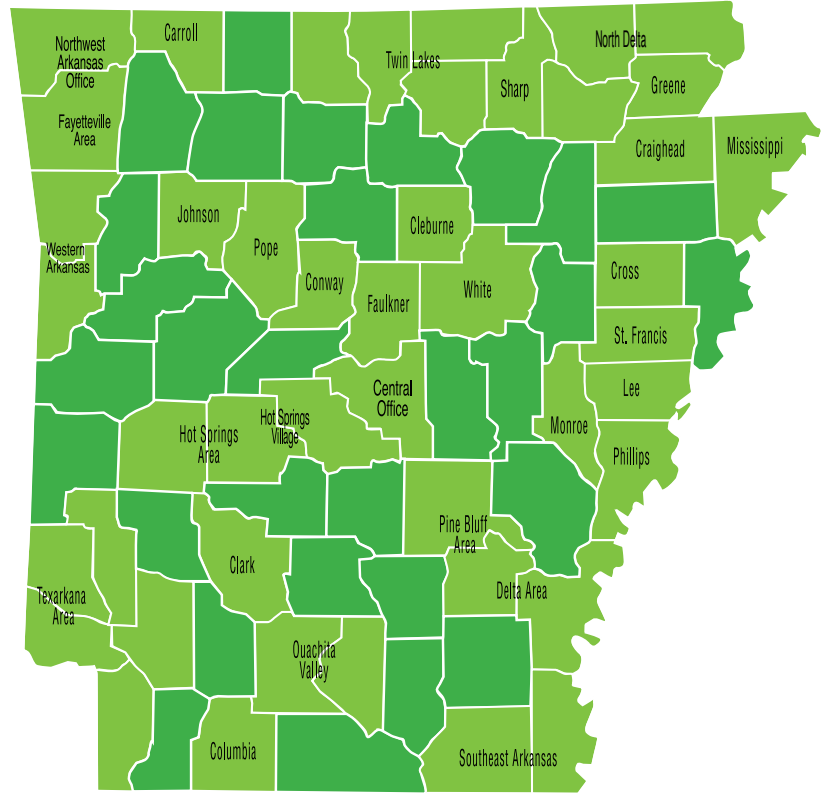 Carroll
Northwest
Arkansas
Office
Twin Lakes
North Delta
Sharp
Greene
Fayetteville
Area
Craighead
Mississippi
Johnson
Cleburne
Pope
Western
Arkansas
Conway
Faulkner
White
Cross
St. Francis
Central
Office
Lee
Hot Springs
Village
Hot Springs
Area
Monroe
Phillips
Pine Bluff
Area
Clark
Texarkana
Area
Delta Area
Ouachita
Valley
Columbia
Southeast Arkansas